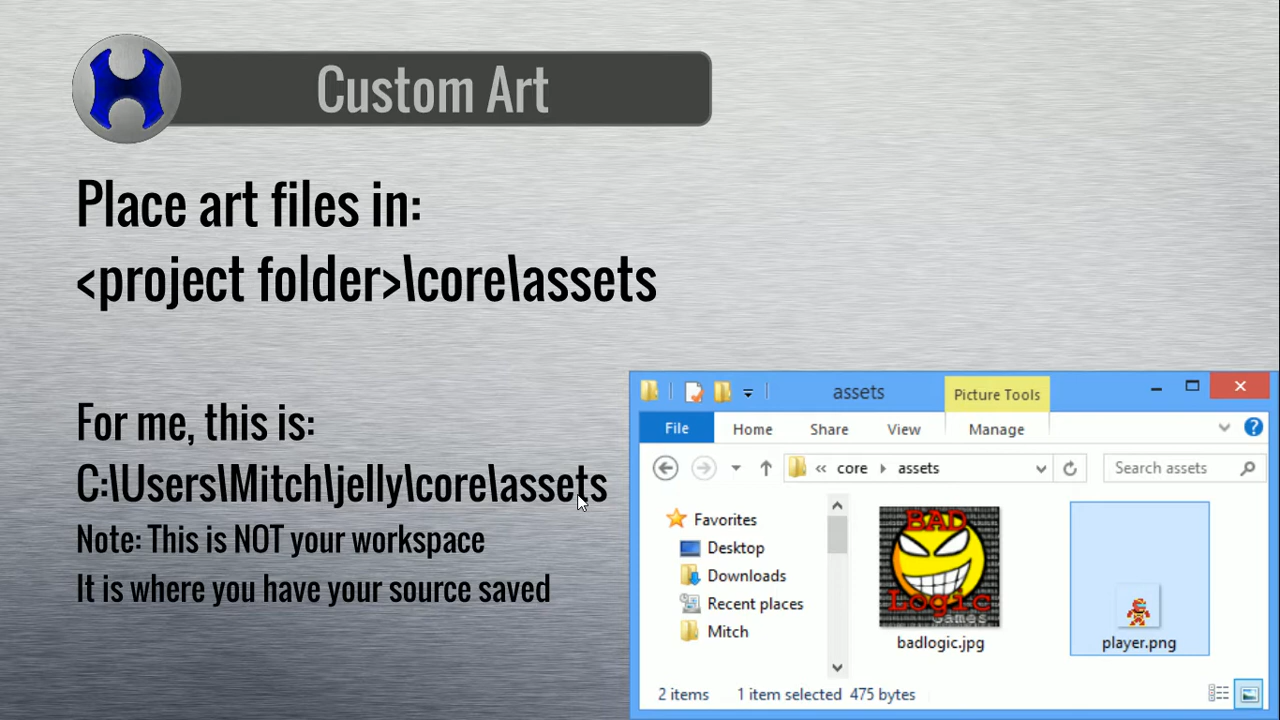 Custom Art
Place art files in:
<project folder>\core\assets
For me, this is:
C:\Users\Mitch\jelly\core\assets
Note: This is NOT your workspace
It is where you have your source saved
assets
Picture Tools
File
Home
Share
View
Manage
« core
assets
Search assets
Favorites
Desktop
Downloads
Recent places
Mitch
BAD
LOGIC
Games
badlogic.jpg
player.png
2 items
1 item selected 475 bytes